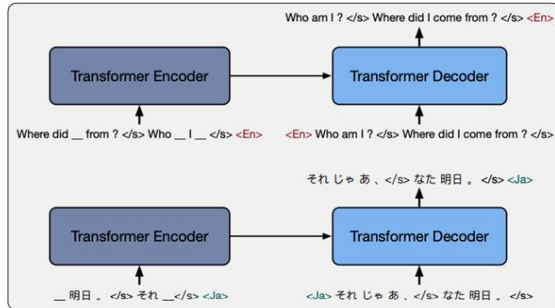 Who am I ? </s> Where did I come from ? </s> <En>
Transformer Encoder
Transformer Decoder
Where did __ from ? </s> Who __ I __ </s> <En>
<En> Who am I ? </s> Where did I come from ? </s>
それ じゃ あ 、 </s> なた 明日 。 </s> <Ja>
Transformer Encoder
Transformer Decoder
__ 明日 。 </s> それ __</s> <Ja>
<Ja> それ じゃ あ 、 </s> なた 明日 。 </s>